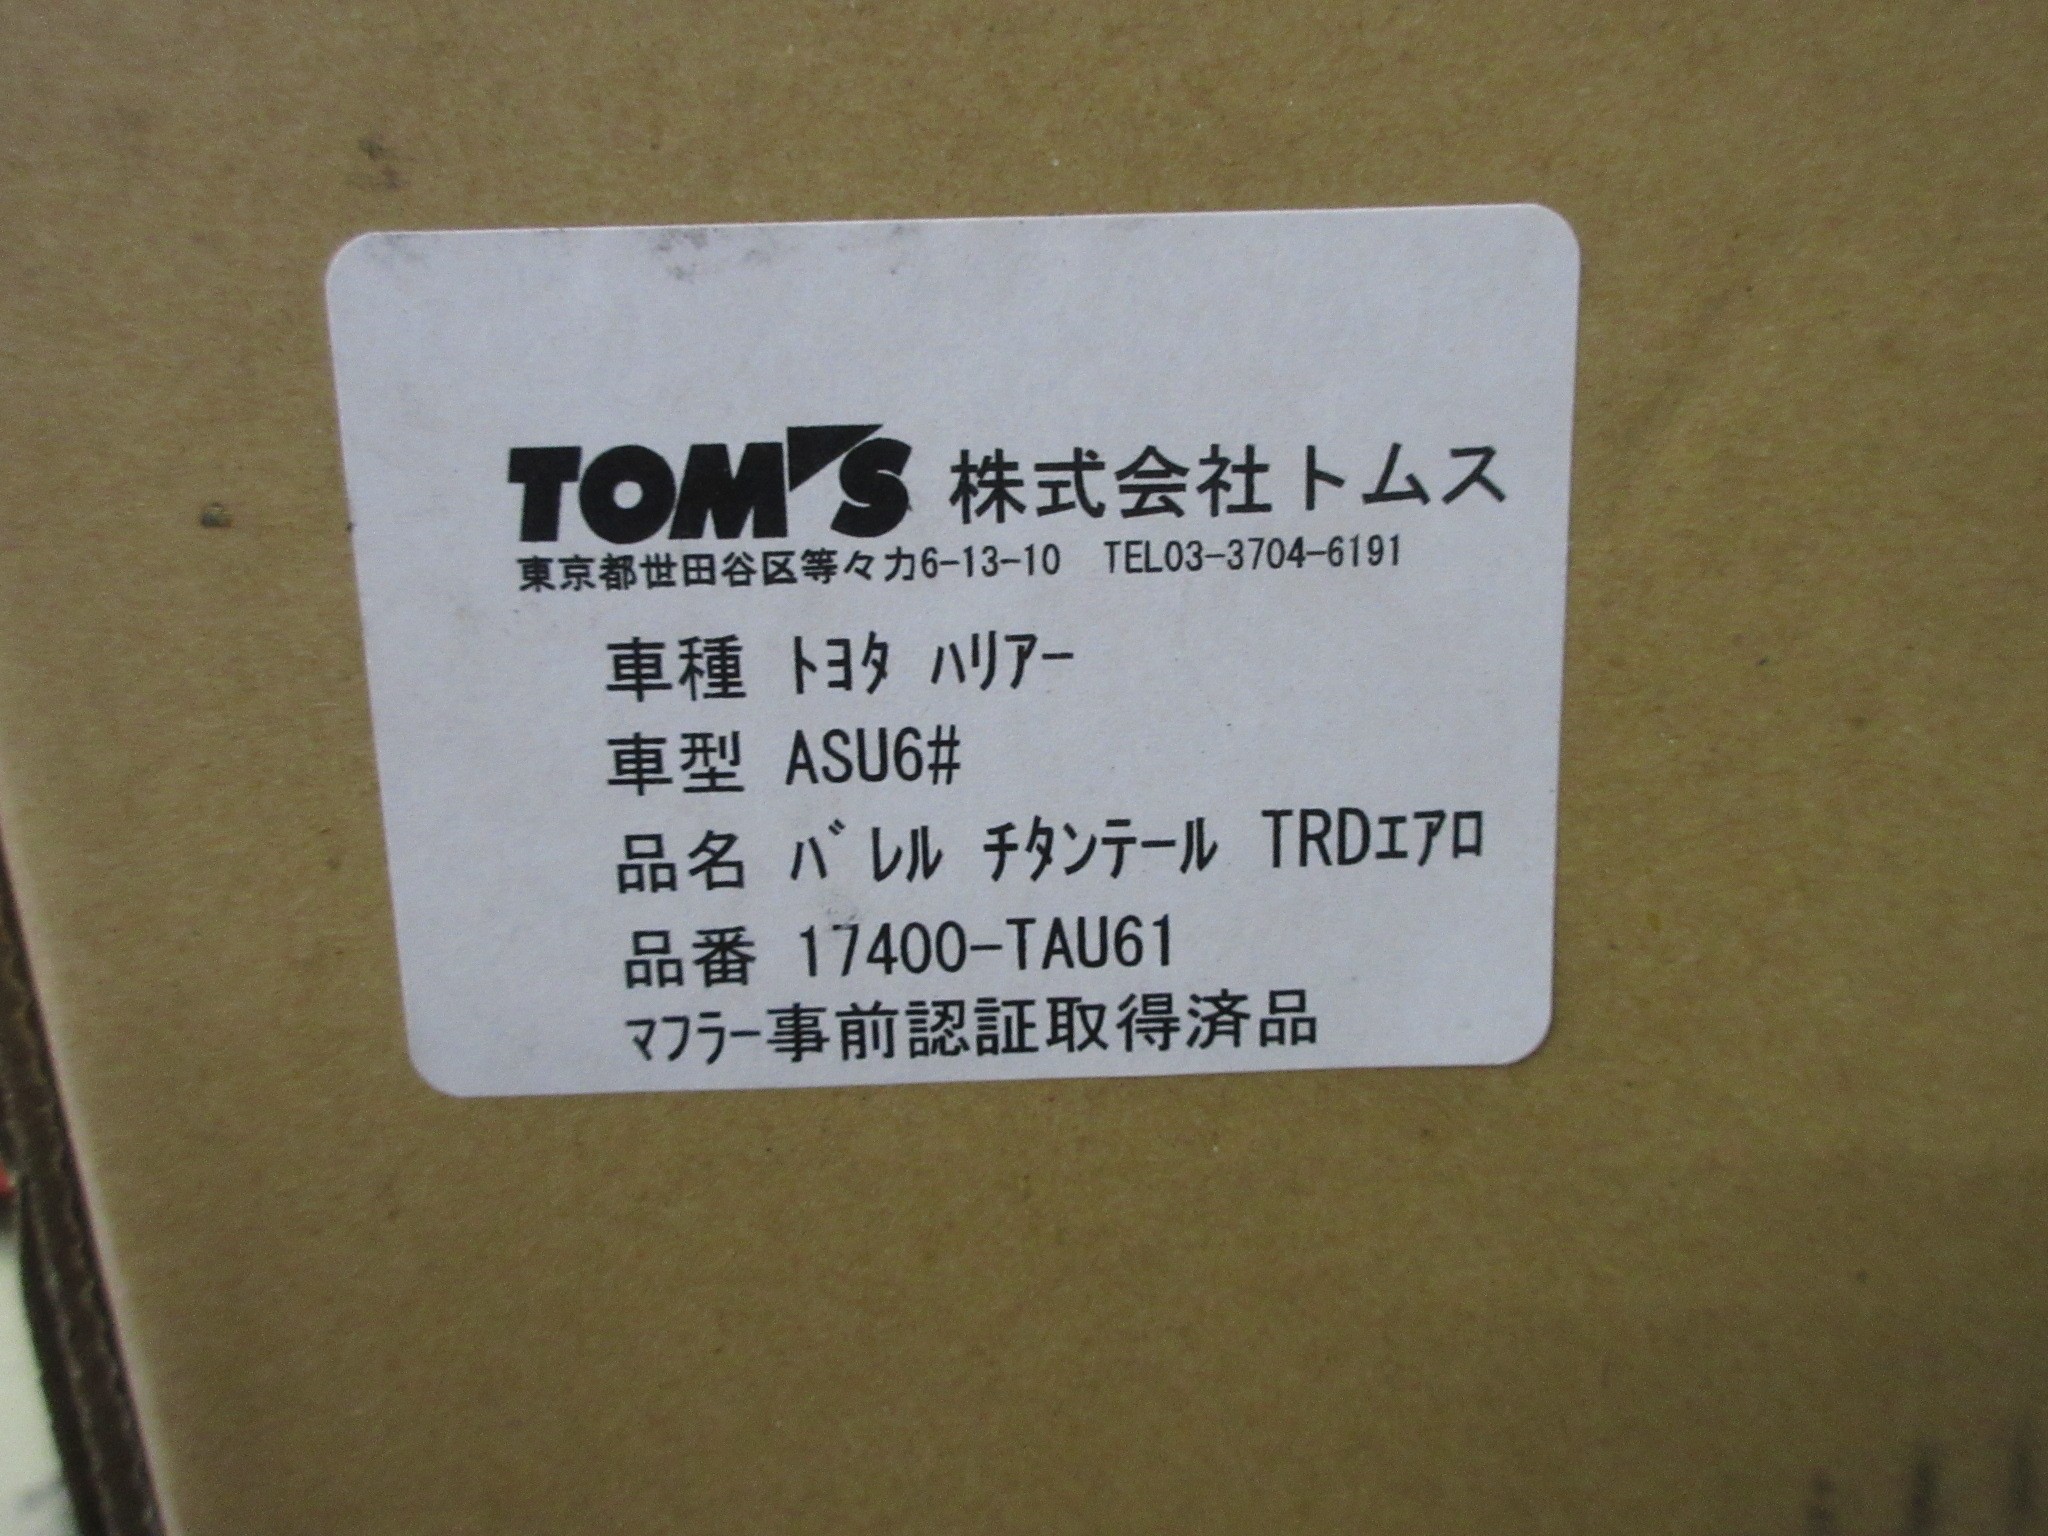 TOM'S 株式会社トムス
東京都世田谷区等々力6-13-10 TEL03-3704-6191
車種 ﾄﾖﾀ ﾊﾘｱｰ
車型 ASU6#
品名 ﾊﾞﾚﾙ ﾁﾀﾝﾃｰﾙ TRDｴｱﾛ
品番 17400-TAU61
ﾏﾌﾗｰ事前認証取得済品